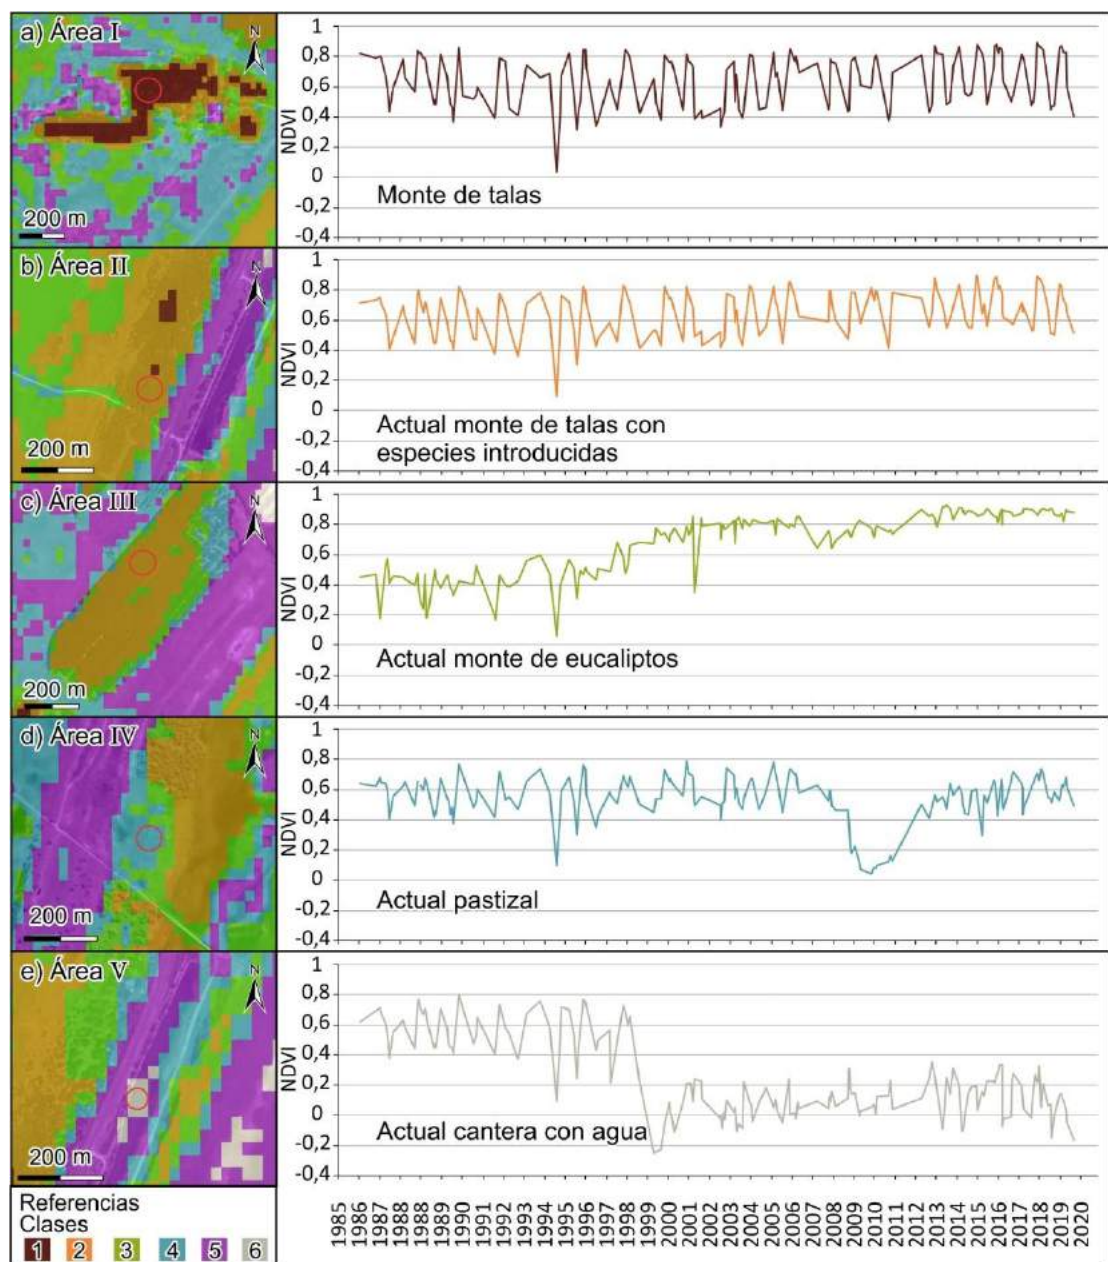 a) Área I
N
200 m
NDVI
1
0,8
0,6
0,4
0,2
0
-0,2
-0,4
Monte de talas
b) Área II
N
200 m
NDVI
1
0,8
0,6
0,4
0,2
0
-0,2
-0,4
Actual monte de talas con
especies introducidas
c) Área III
N
200 m
NDVI
1
0,8
0,6
0,4
0,2
0
-0,2
-0,4
Actual monte de eucaliptos
d) Área IV
N
200 m
NDVI
1
0,8
0,6
0,4
0,2
0
-0,2
-0,4
Actual pastizal
e) Área V
N
200 m
NDVI
1
0,8
0,6
0,4
0,2
0
-0,2
-0,4
Actual cantera con agua
Referencias
Clases
1 2 3 4 5 6
1985 1986 1987 1988 1988 1989 1990 1991 1992 1993 1994 1995 1996 1997 1998 1999 2000 2001 2002 2003 2004 2005 2006 2007 2008 2009 2010 2011 2012 2013 2014 2015 2016 2017 2018 2019 2020